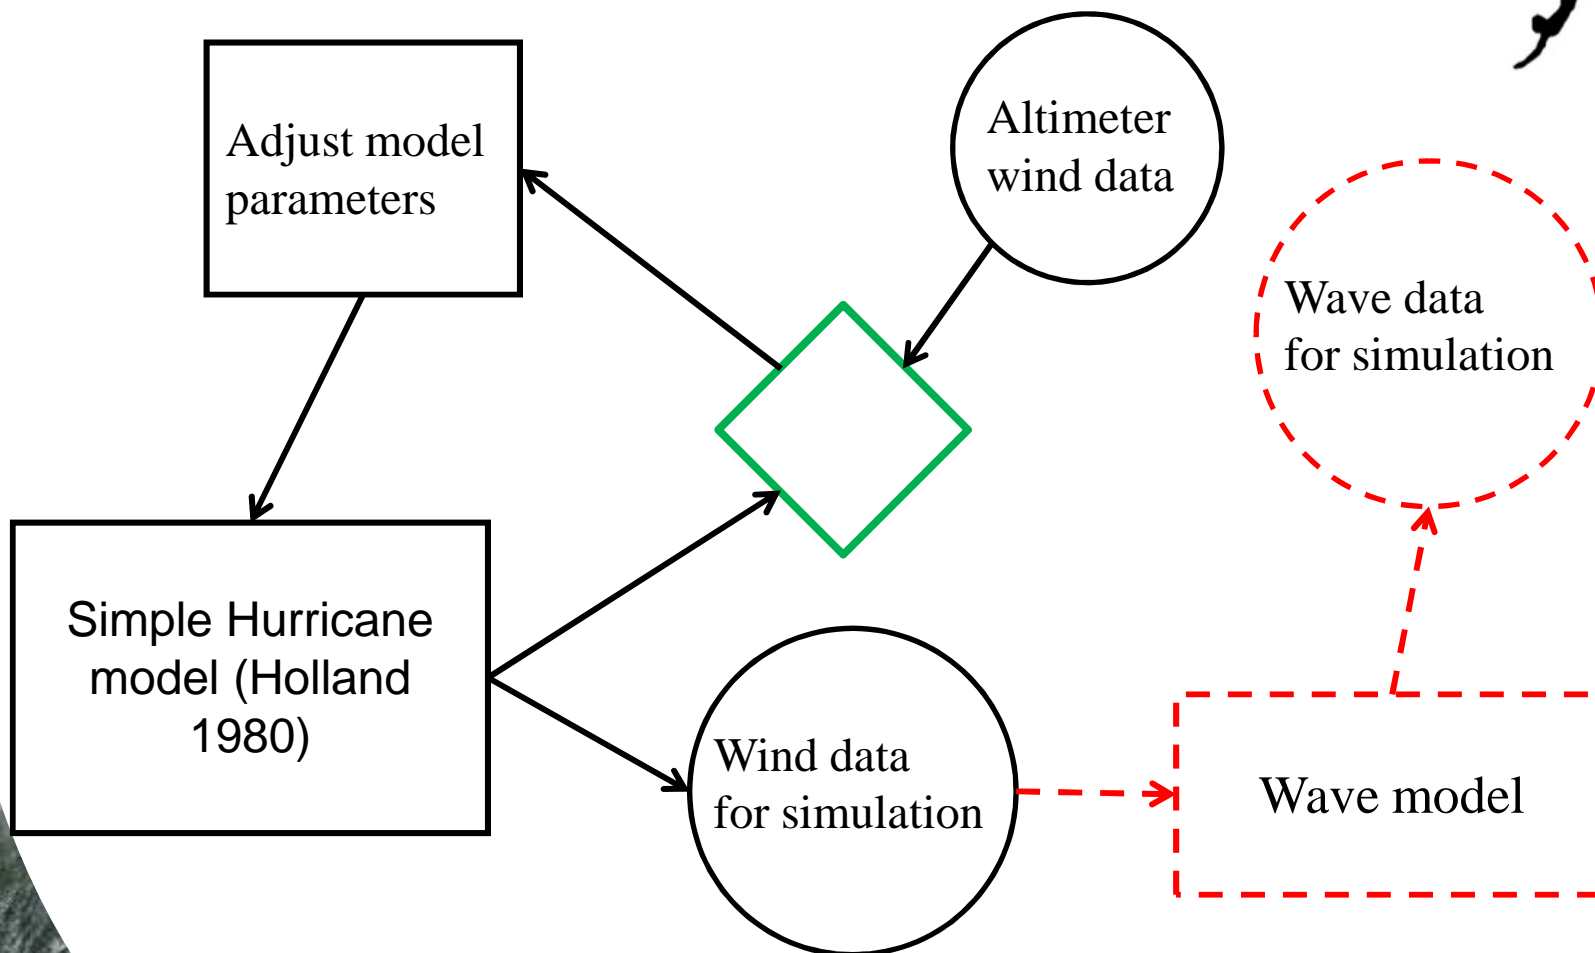 Adjust model
parameters
Altimeter
wind data
Wave data
for simulation
Simple Hurricane
model (Holland
1980)
Wind data
for simulation
Wave model